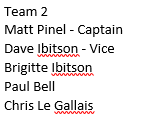 Team 2
Matt Pinel - Captain
Dave Ibitson - Vice
Brigitte Ibitson
Paul Bell
Chris Le Gallais